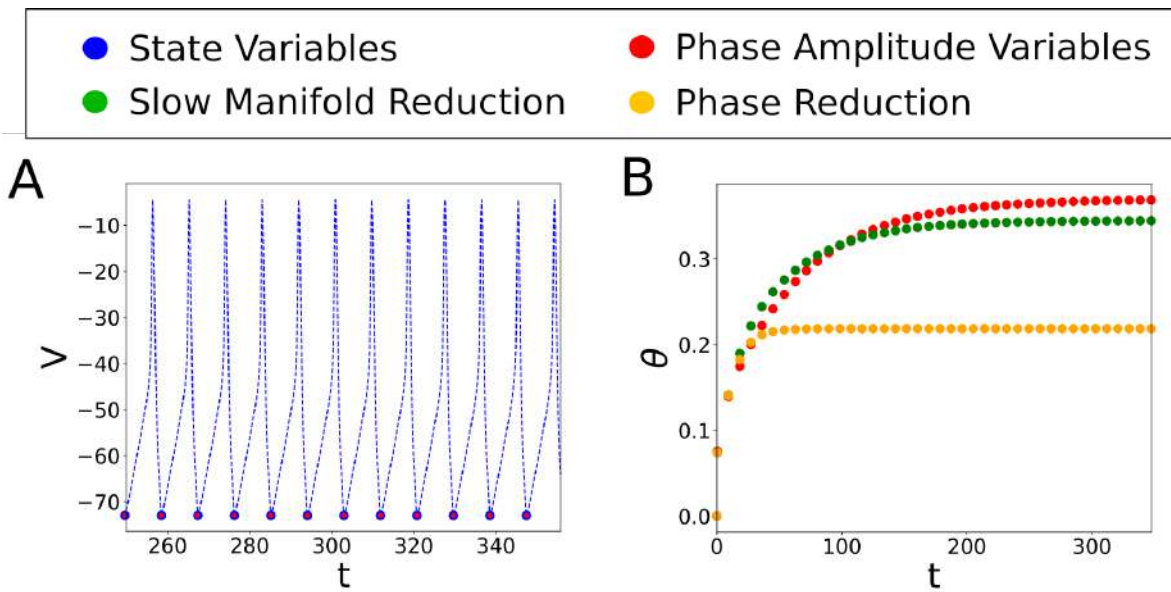 State Variables
Phase Amplitude Variables
Slow Manifold Reduction
Phase Reduction
A
B
−10
−20
−30
−40
−50
−60
−70
V
260 280 300 320 340
t
0.3
0.2
0.1
0.0
θ
0 100 200 300
t